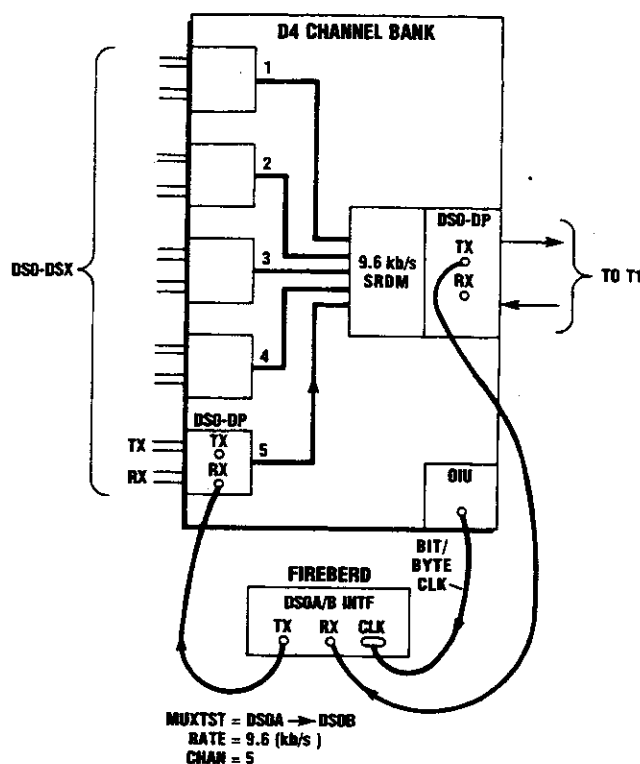 D4 CHANNEL BANK
1
2
3
4
5
DS0-DSX
DS0-DP
TX
RX
9.6 kb/s
SRDM
TO T1
DS0-DP
TX
RX
TX
RX
OIU
BIT/
BYTE
CLK
FIREBERD
DS0A/B INTF
TX RX CLK
MUXTST = DS0A → DS0B
RATE = 9.6 (kb/s)
CHAN = 5